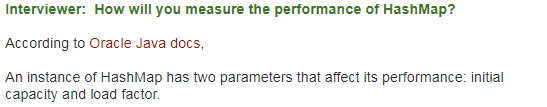 Interviewer: How will you measure the performance of HashMap?
According to Oracle Java docs,
An instance of HashMap has two parameters that affect its performance: initial
capacity and load factor.